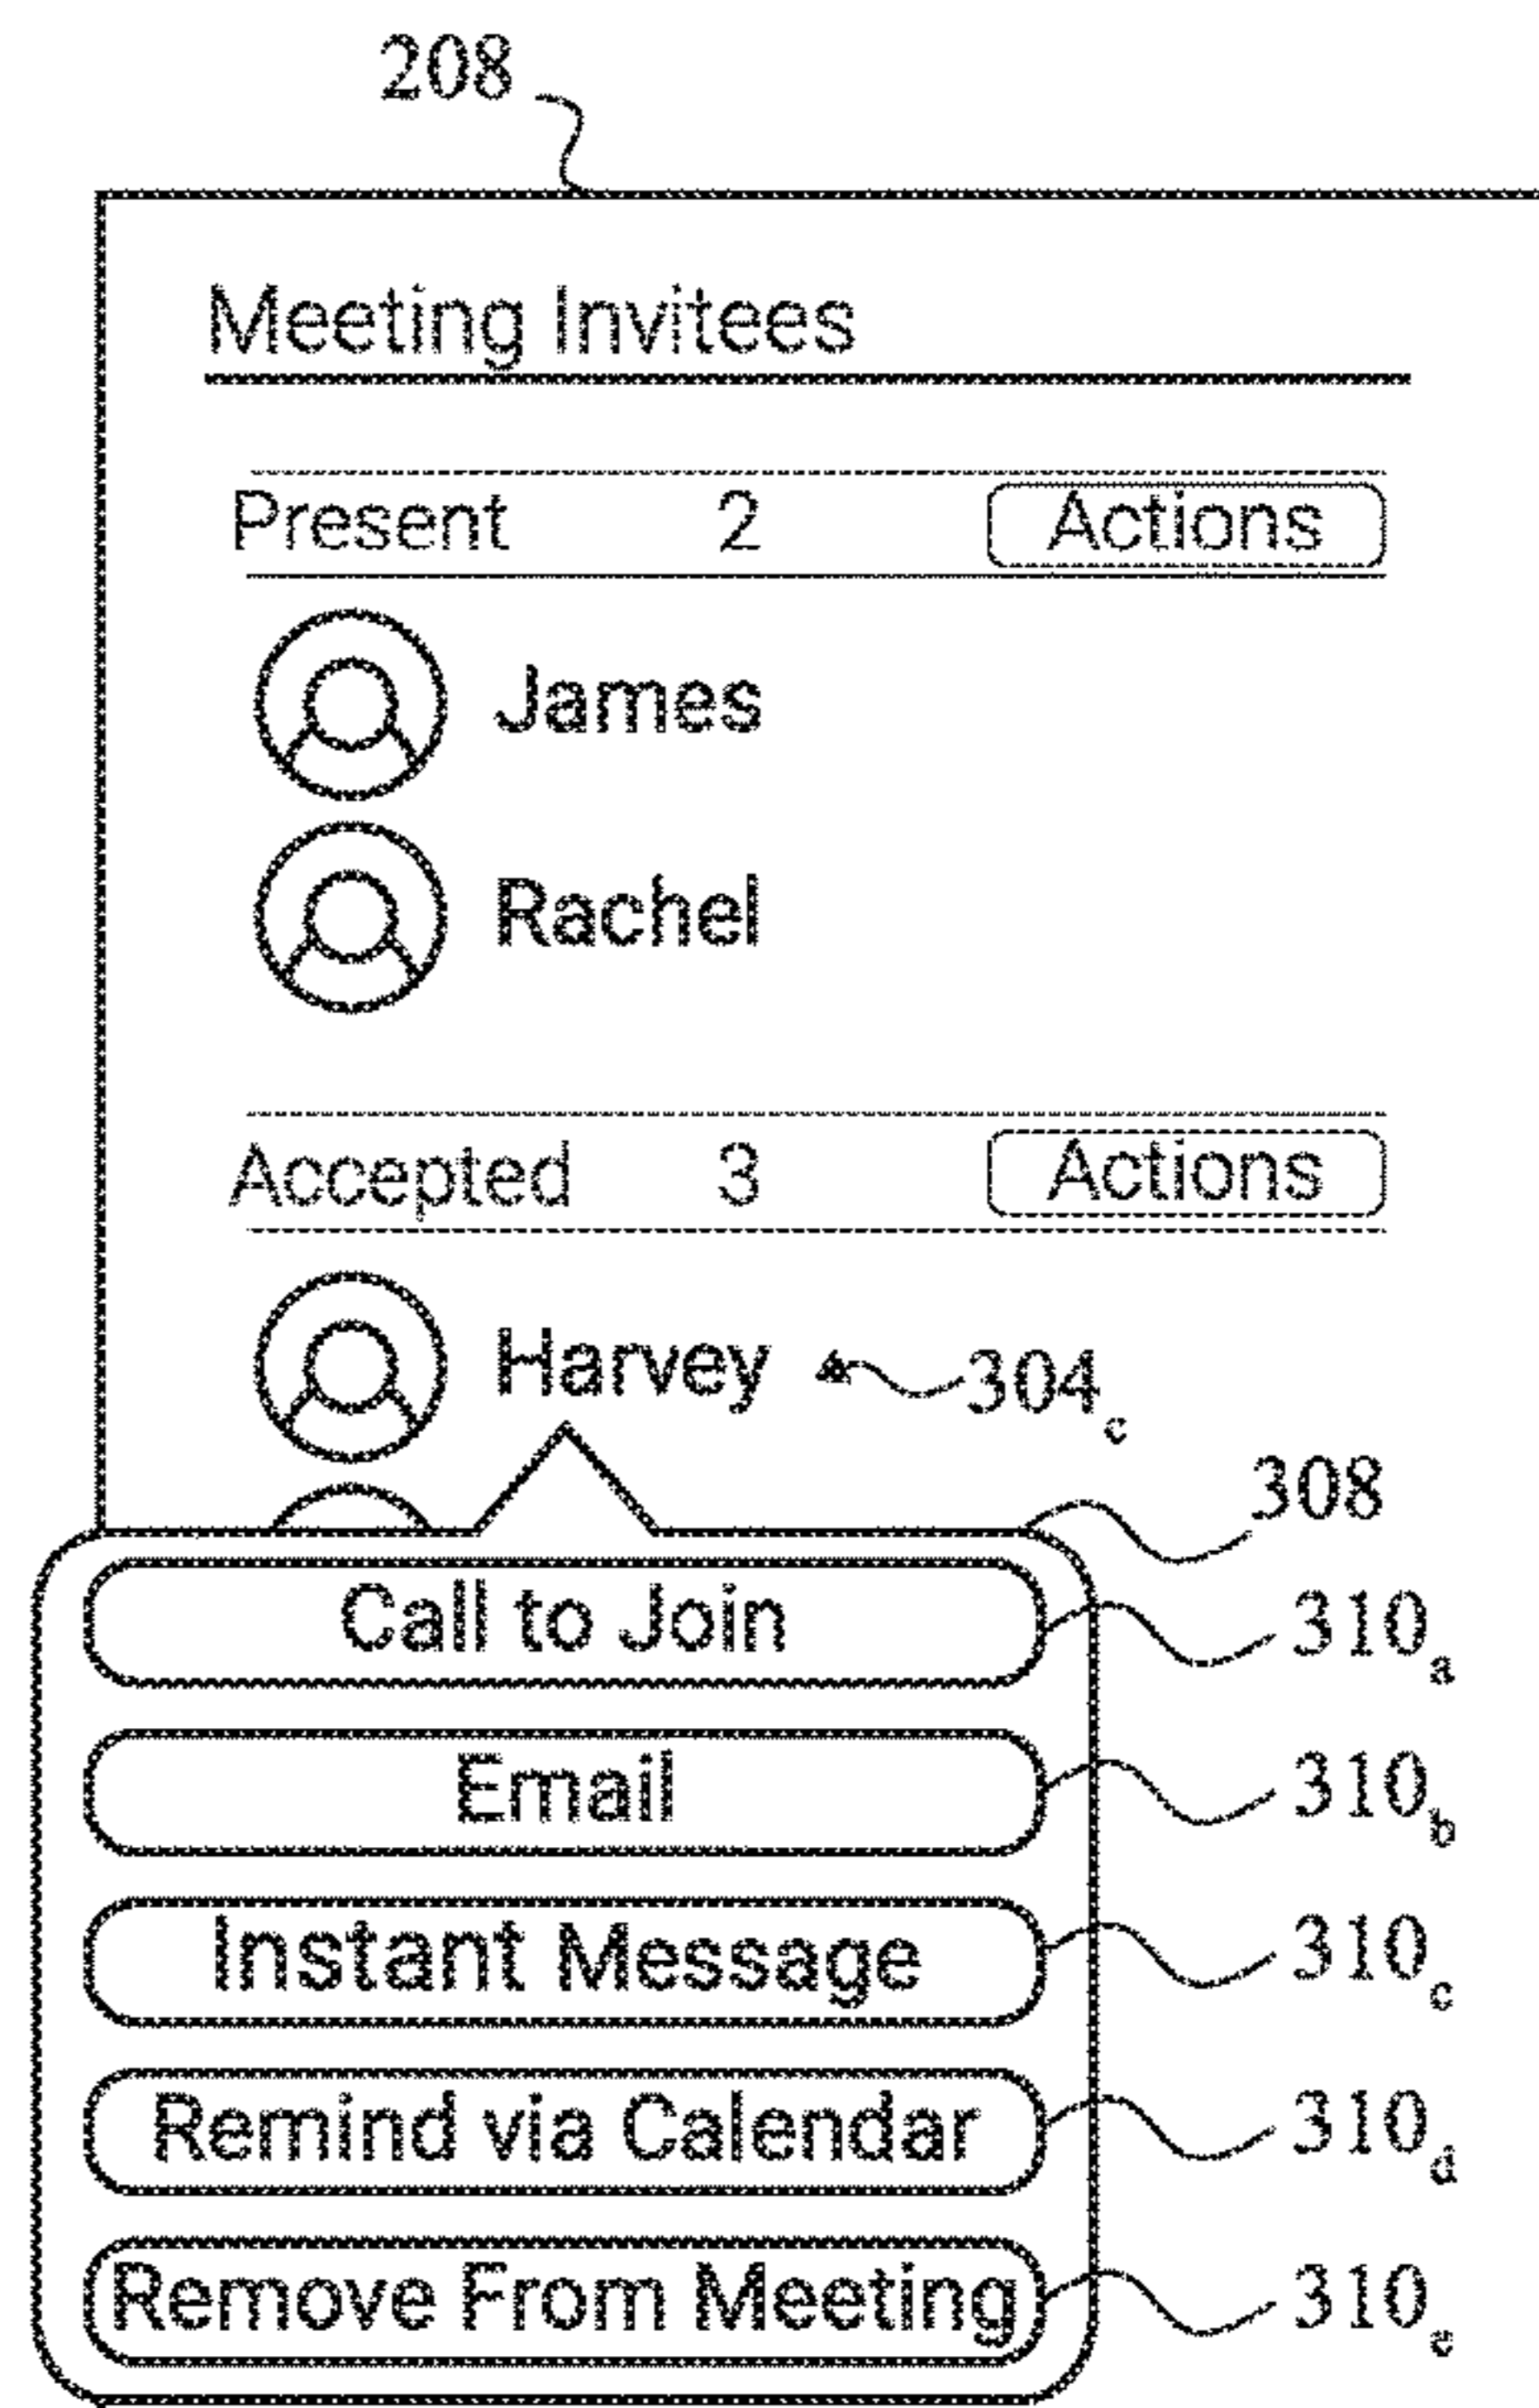 208
Meeting Invitees
Present 2 Actions
James
Rachel
Accepted 3 Actions
Harvey 304c
308
Call to Join 310a
Email 310b
Instant Message 310c
Remind via Calendar 310d
Remove From Meeting 310e